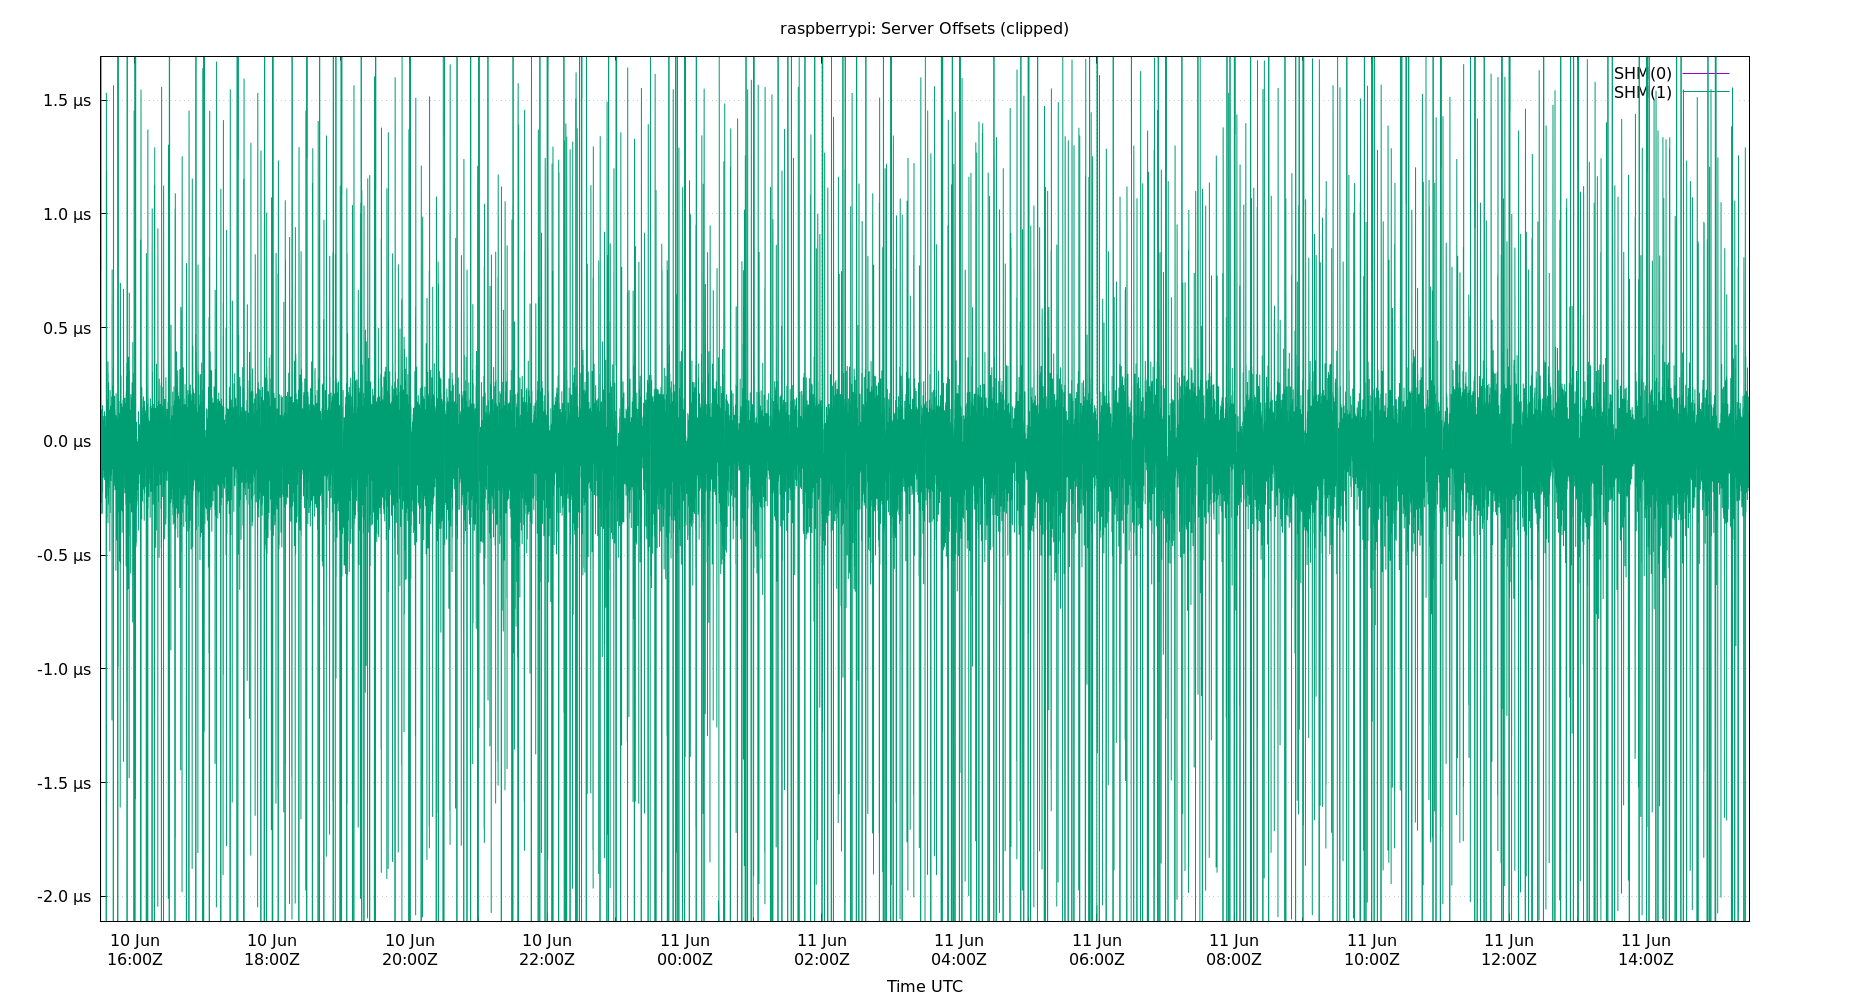 raspberrypi: Server Offsets (clipped)
SHM(0)
SHM(1)
1.5 µs
1.0 µs
0.5 µs
0.0 µs
-0.5 µs
-1.0 µs
-1.5 µs
-2.0 µs
10 Jun 10 Jun 10 Jun 10 Jun 11 Jun 11 Jun 11 Jun 11 Jun 11 Jun 11 Jun 11 Jun 11 Jun
16:00Z 18:00Z 20:00Z 22:00Z 00:00Z 02:00Z 04:00Z 06:00Z 08:00Z 10:00Z 12:00Z 14:00Z
Time UTC